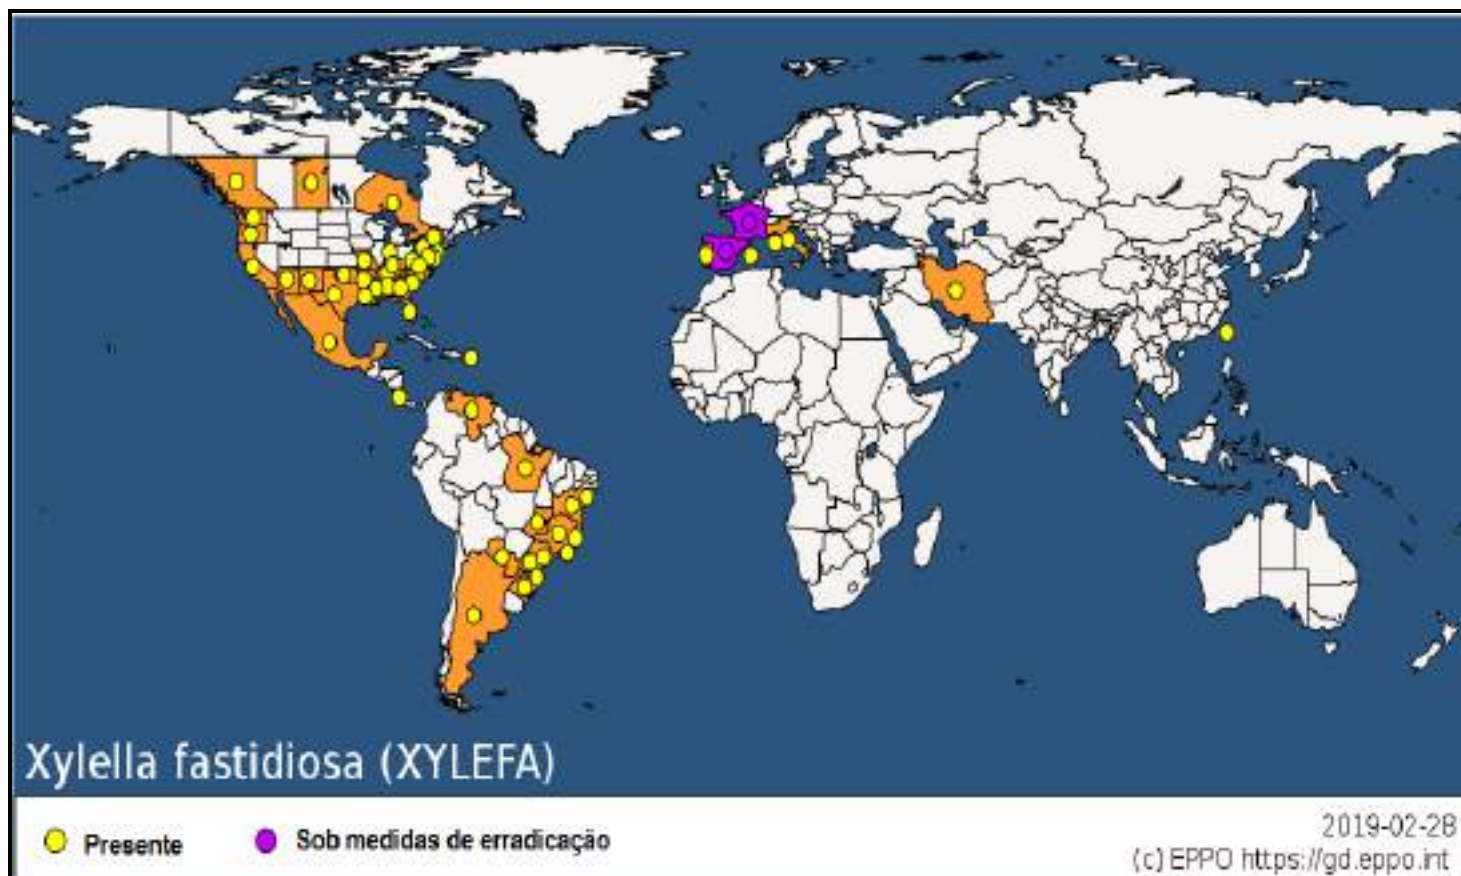 Xylella fastidiosa (XYLEFA)
Presente
Sob medidas de erradicação
2019-02-28
(c) EPPO https://gd.eppo.int